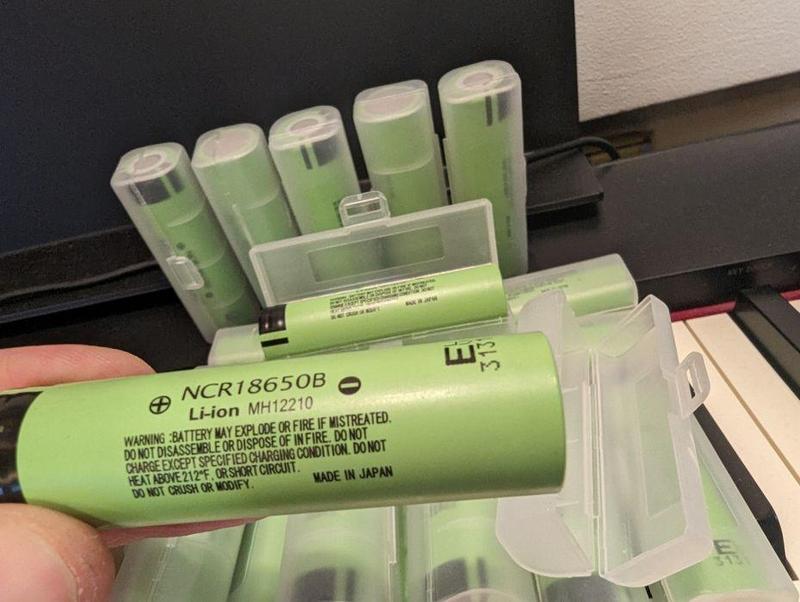 NCR18650B
Li-ion MH12210
WARNING :BATTERY MAY EXPLODE OR FIRE IF MISTREATED.
DO NOT DISASSEMBLE OR DISPOSE OF IN FIRE. DO NOT
CHARGE EXCEPT SPECIFIED CHARGING CONDITION. DO NOT
HEAT ABOVE 212°F, OR SHORT CIRCUIT.
DO NOT CRUSH OR MODIFY. MADE IN JAPAN
E
313
MADE IN JAPAN
E
313